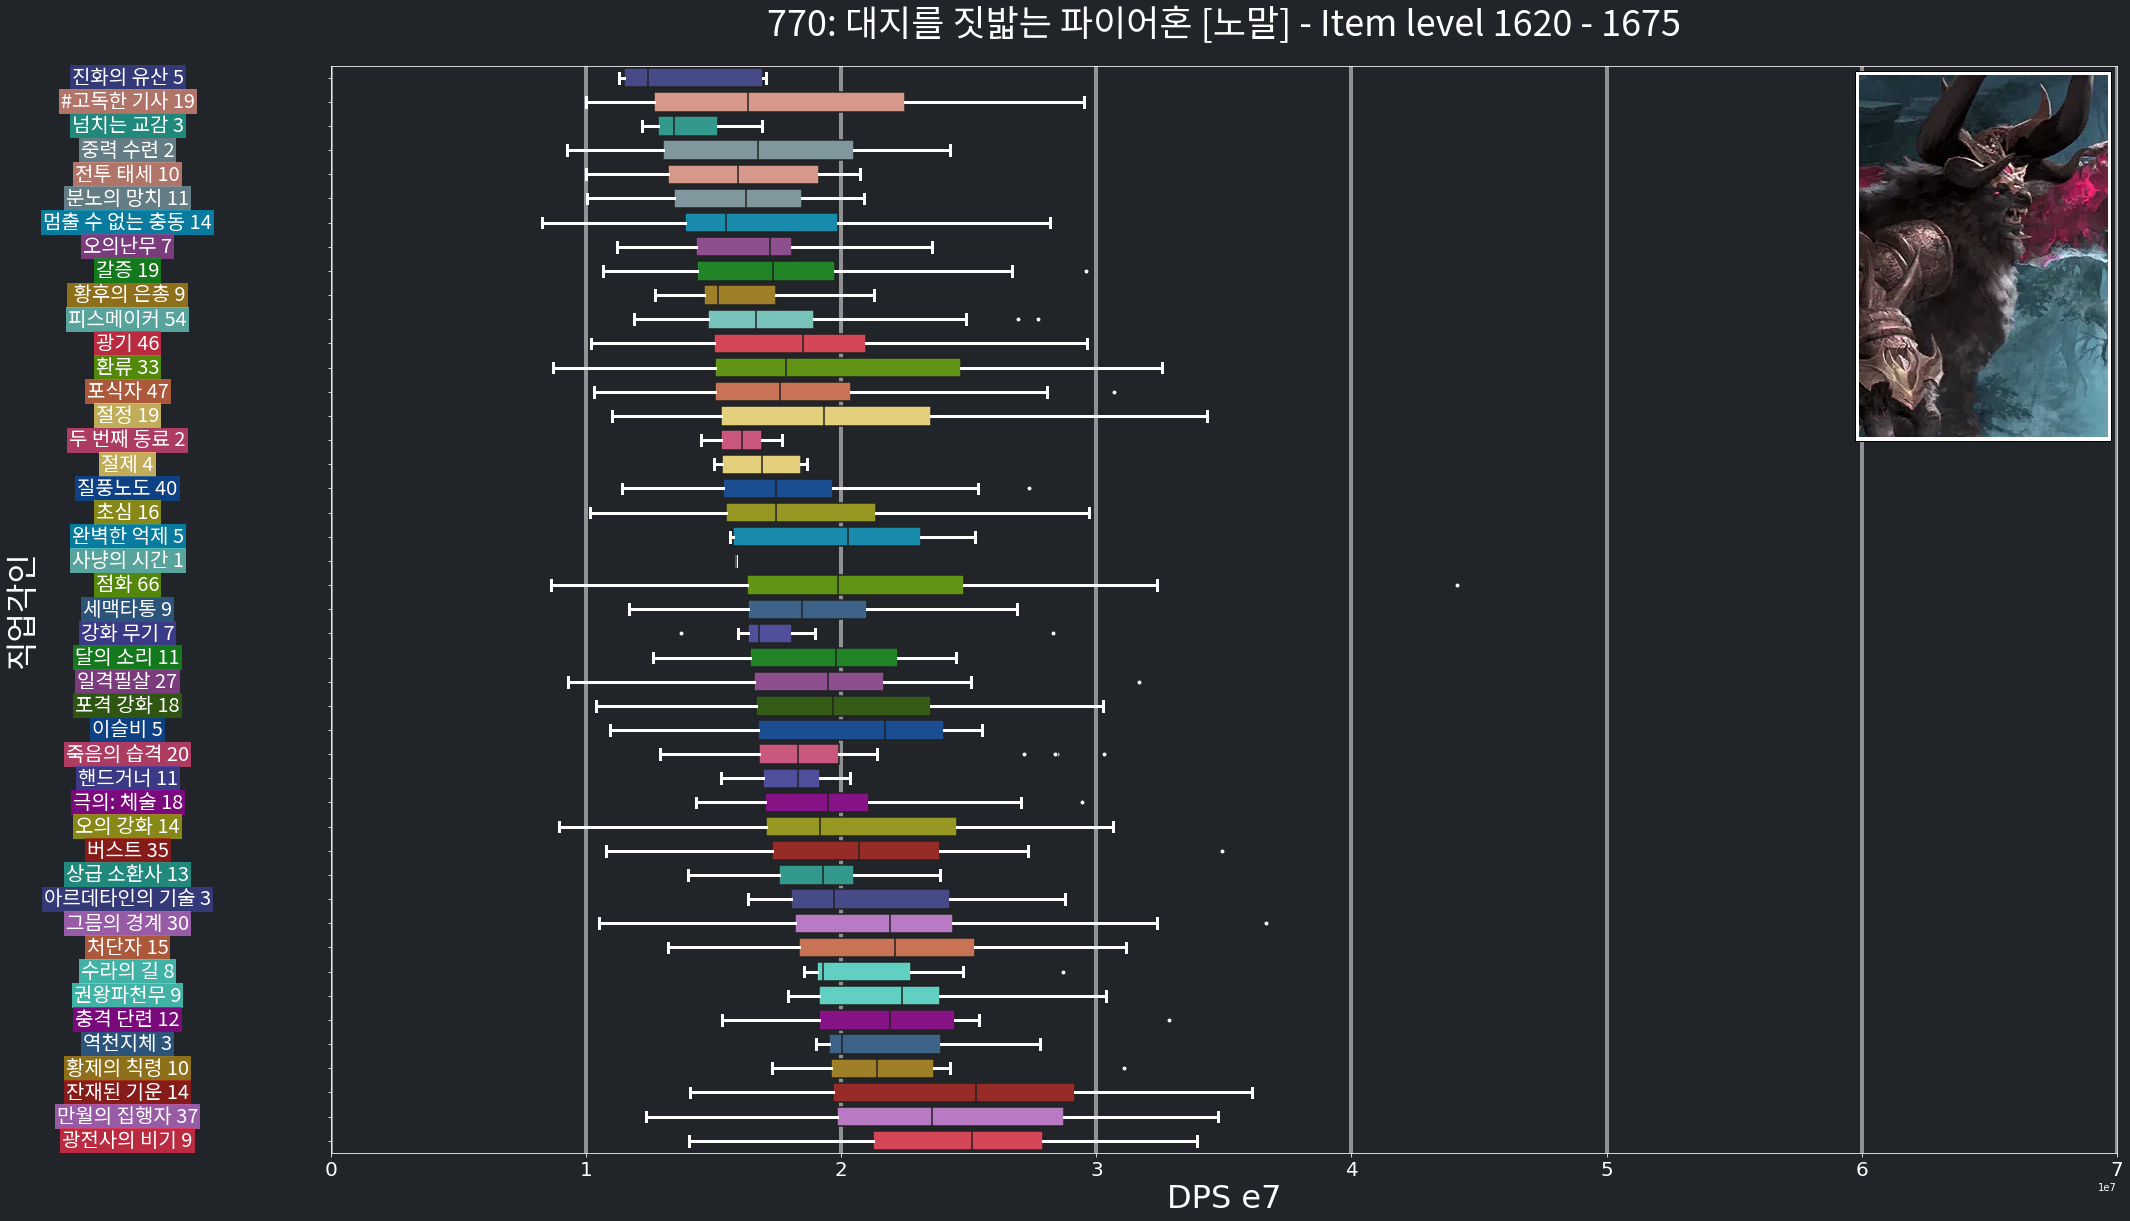 770: 대지를 짓밟는 파이어혼 [노말] - Item level 1620 - 1675
진화의 유산 5
#고독한 기사 19
넘치는 교감 3
중력 수련 2
전투 태세 10
분노의 망치 11
멈출 수 없는 충동 14
오의난무 7
갈증 19
황후의 은총 9
피스메이커 54
광기 46
환류 33
포식자 47
절정 19
두 번째 동료 2
절제 4
질풍노도 40
초심 16
완벽한 억제 5
사냥의 시간 1
점화 66
세맥타통 9
강화 무기 7
달의 소리 11
일격필살 27
포격 강화 18
이슬비 5
죽음의 습격 20
핸드거너 11
극의: 체술 18
오의 강화 14
버스트 35
상급 소환사 13
아르데타인의 기술 3
그믐의 경계 30
처단자 15
수라의 길 8
권왕파천무 9
충격 단련 12
역천지체 3
황제의 칙령 10
잔재된 기운 14
만월의 집행자 37
광전사의 비기 9
직업각인
0 1 2 3 4 5 6 7
1e7
DPS e7